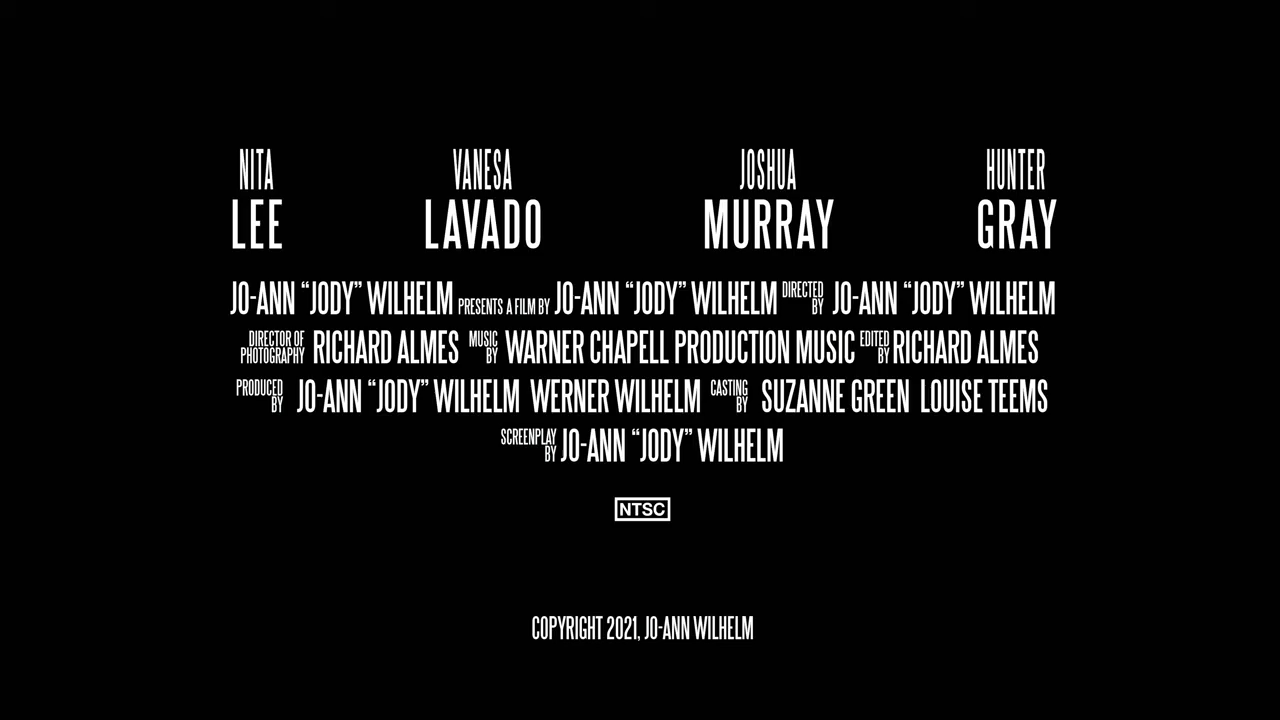 NITA VANESA JOSHUA HUNTER
LEE LAVADO MURRAY GRAY
JO-ANN “JODY” WILHELM PRESENTS A FILM BY JO-ANN “JODY” WILHELM DIRECTED BY JO-ANN “JODY” WILHELM
DIRECTOR OF PHOTOGRAPHY RICHARD ALMES MUSIC BY WARNER CHAPELL PRODUCTION MUSIC EDITED BY RICHARD ALMES
PRODUCED BY JO-ANN “JODY” WILHELM WERNER WILHELM CASTING BY SUZANNE GREEN LOUISE TEEMS
SCREENPLAY BY JO-ANN “JODY” WILHELM
NTSC
COPYRIGHT 2021, JO-ANN WILHELM